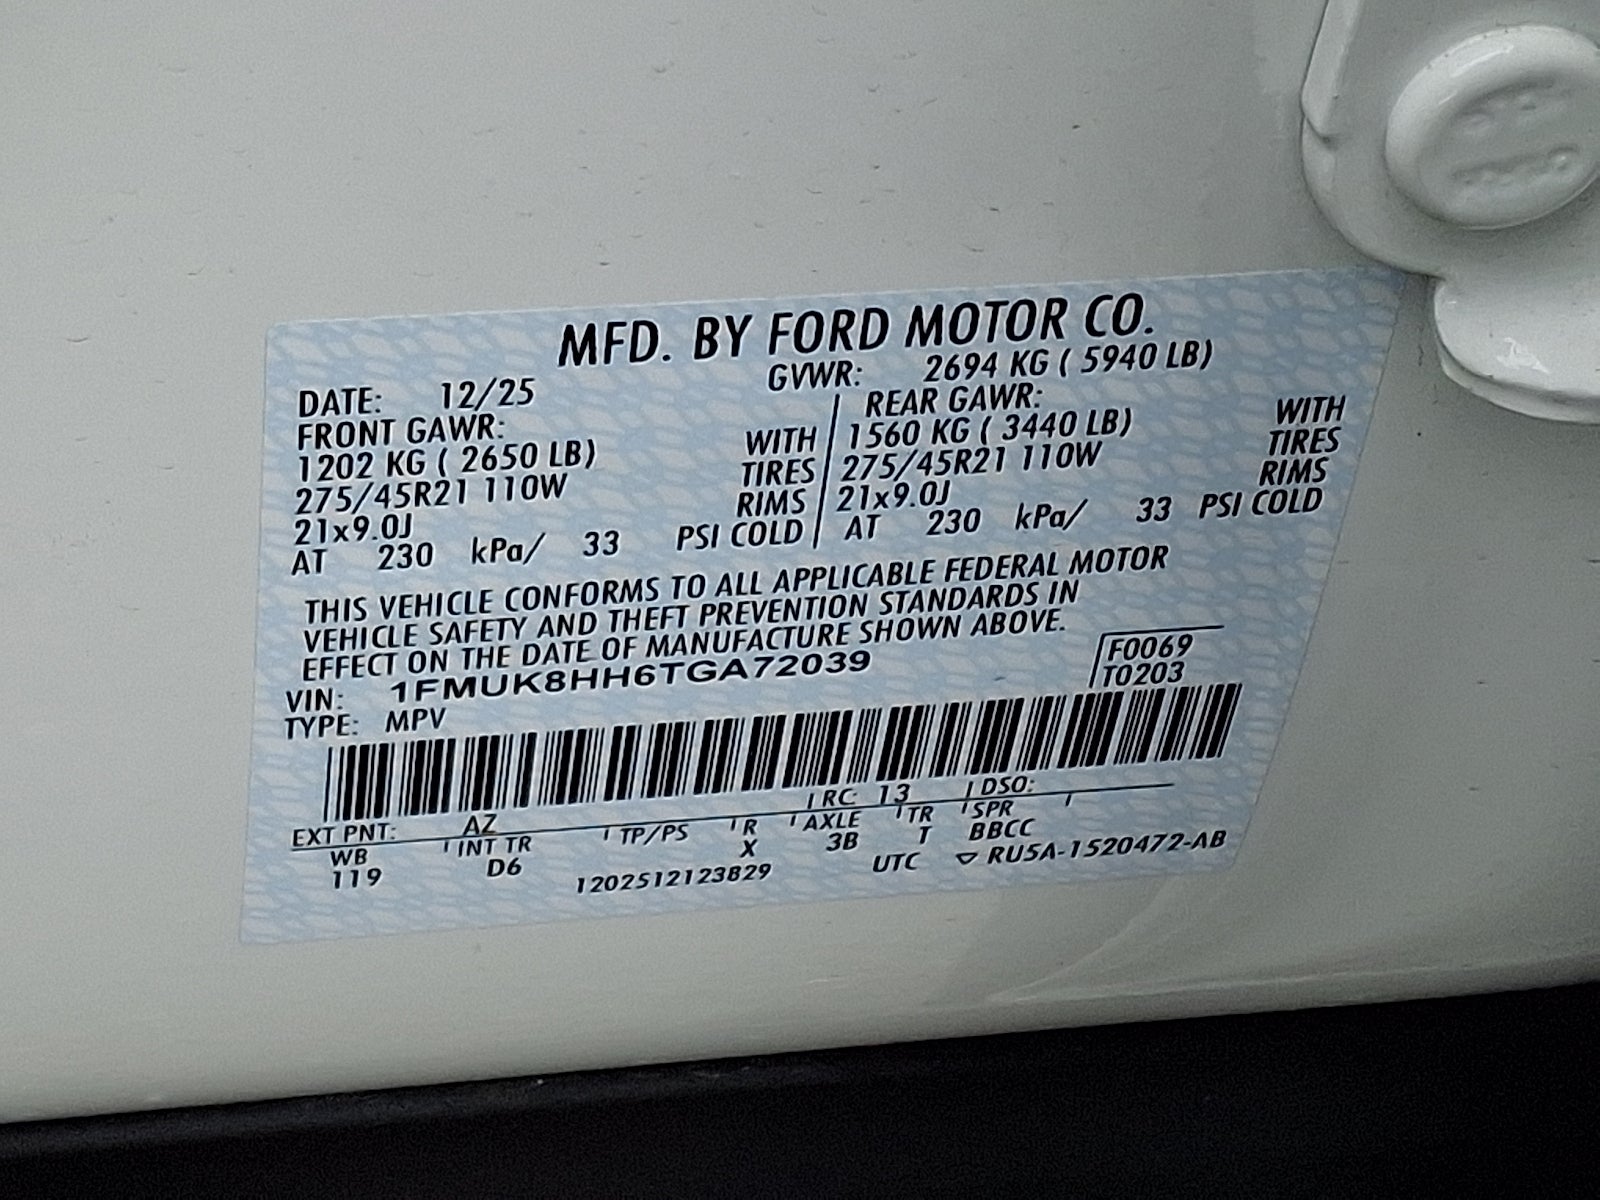 MFD. BY FORD MOTOR CO.
DATE: 12/25 GVWR: 2694 KG ( 5940 LB)
FRONT GAWR: REAR GAWR:
1202 KG ( 2650 LB) WITH 1560 KG ( 3440 LB) WITH
275/45R21 110W TIRES 275/45R21 110W TIRES
21x9.0J RIMS 21x9.0J RIMS
AT 230 kPa/ 33 PSI COLD AT 230 kPa/ 33 PSI COLD
THIS VEHICLE CONFORMS TO ALL APPLICABLE FEDERAL MOTOR
VEHICLE SAFETY AND THEFT PREVENTION STANDARDS IN
EFFECT ON THE DATE OF MANUFACTURE SHOWN ABOVE.
VIN: 1FMUK8HH6TGA72039 F0069
TYPE: MPV T0203
EXT PNT: AZ RC: 13 DSO:
WB INT TR TP/PS R AXLE TR SPR
119 D6 X 3B T BBCC
1202512123829 UTC ▽ RU5A-1520472-AB